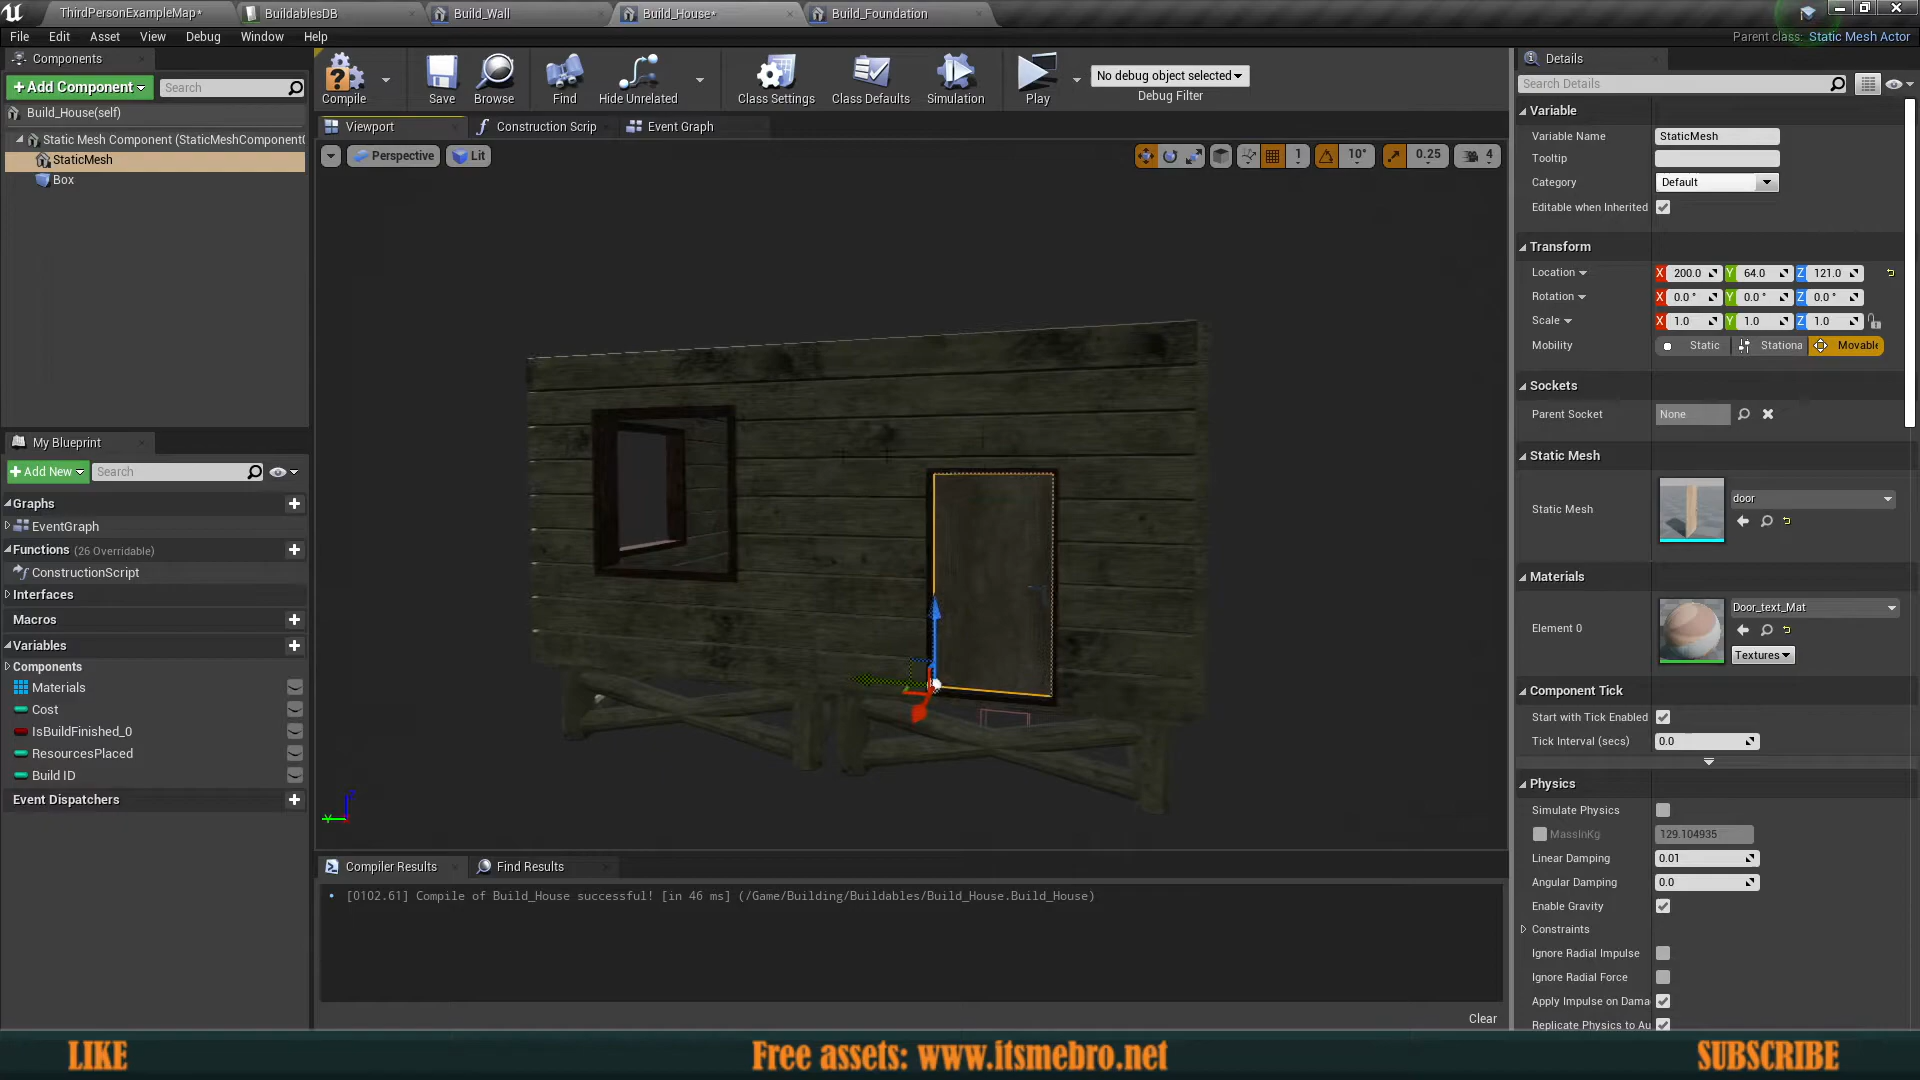 ThirdPersonExampleMap*
BuildablesDB
Build_Wall
Build_House*
Build_Foundation
File Edit Asset View Debug Window Help
Parent class: Static Mesh Actor
Components
+Add Component
Search
Build_House(self)
Static Mesh Component (StaticMeshComponent
StaticMesh
Box
Compile
Save
Browse
Find
Hide Unrelated
Class Settings
Class Defaults
Simulation
Play
No debug object selected
Debug Filter
Viewport
Construction Scrip
Event Graph
Perspective
Lit
1
10°
0.25
4
My Blueprint
+Add New
Search
Graphs
EventGraph
Functions (26 Overridable)
ConstructionScript
Interfaces
Macros
Variables
Components
Materials
Cost
IsBuildFinished_0
ResourcesPlaced
Build ID
Event Dispatchers
Compiler Results
Find Results
[0102.61] Compile of Build_House successful! [in 46 ms] (/Game/Building/Buildables/Build_House.Build_House)
Clear
Details
Search Details
Variable
Variable Name StaticMesh
Tooltip
Category Default
Editable when Inherited
Transform
Location X 200.0 Y 64.0 Z 121.0
Rotation X 0.0 ° Y 0.0 ° Z 0.0 °
Scale X 1.0 Y 1.0 Z 1.0
Mobility Static Stationa Movable
Sockets
Parent Socket None
Static Mesh
Static Mesh door
Materials
Element 0 Door_text_Mat
Textures
Component Tick
Start with Tick Enabled
Tick Interval (secs) 0.0
Physics
Simulate Physics
MassInKg 129.104935
Linear Damping 0.01
Angular Damping 0.0
Enable Gravity
Constraints
Ignore Radial Impulse
Ignore Radial Force
Apply Impulse on Dama
Replicate Physics to Au
LIKE
Free assets: www.itsmebro.net
SUBSCRIBE